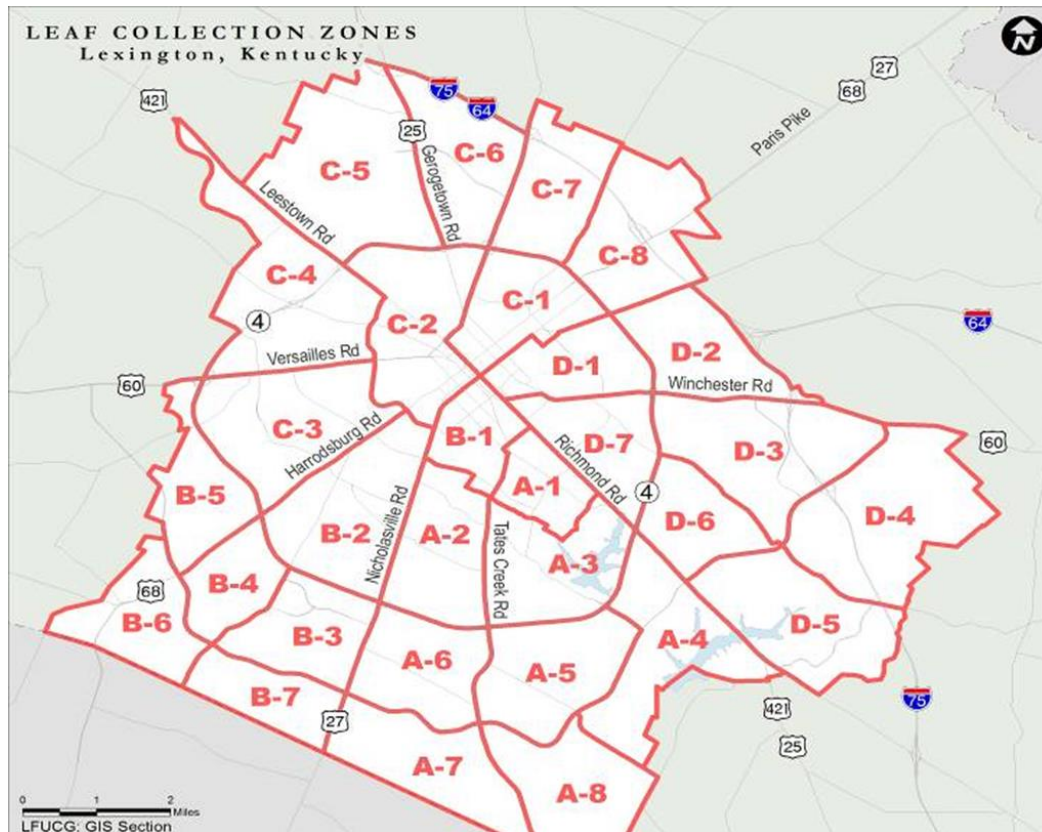 LEAF COLLECTION ZONES
Lexington, Kentucky
N
421
75
64
27
68
25
Paris Pike
C-6
C-5
Gerogetown Rd
C-7
Leestown Rd
C-8
C-4
C-1
4
C-2
64
Versailles Rd
D-2
D-1
60
Winchester Rd
C-3
Harrodsburg Rd
B-1
D-7
D-3
60
Richmond Rd
A-1
4
B-5
D-6
D-4
B-2
Nicholasville Rd
A-2
Tates Creek Rd
A-3
B-4
68
B-6
B-3
A-6
A-5
A-4
D-5
B-7
27
421
75
25
A-7
A-8
0 1 2
Miles
LFUCG: GIS Section